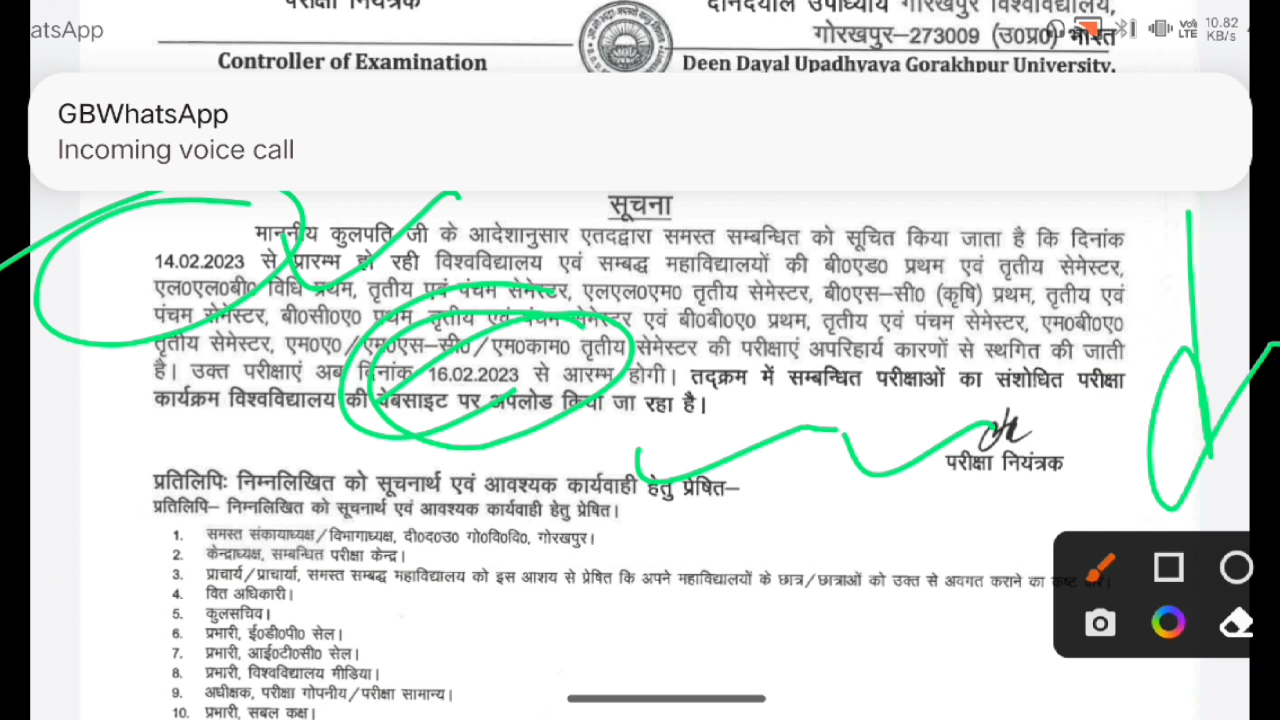 atsApp
परीक्षा नियंत्रक
दीनदयाल उपाध्याय गोरखपुर विश्वविद्यालय,
गोरखपुर–273009 (उ0प्र0) भारत
Vo)) LTE 10.82 KB/s
Controller of Examination
Deen Dayal Upadhyaya Gorakhpur University,
GBWhatsApp
Incoming voice call
सूचना
माननीय कुलपति जी के आदेशानुसार एतदद्वारा समस्त सम्बन्धित को सूचित किया जाता है कि दिनांक
14.02.2023 से प्रारम्भ हो रही विश्वविद्यालय एवं सम्बद्ध महाविद्यालयों की बी0एड0 प्रथम एवं तृतीय सेमेस्टर,
एल0एल0बी0 विधि प्रथम, तृतीय एवं पंचम सेमेस्टर, एलएल0एम0 तृतीय सेमेस्टर, बी0एस–सी0 (कृषि) प्रथम, तृतीय एवं
पंचम सेमेस्टर, बी0सी0ए0 प्रथम तृतीय एवं पंचम सेमेस्टर एवं बी0बी0ए0 प्रथम, तृतीय एवं पंचम सेमेस्टर, एम0बी0ए0
तृतीय सेमेस्टर, एम0ए0/एम0एस–सी0/एम0काम0 तृतीय सेमेस्टर की परीक्षाएं अपरिहार्य कारणों से स्थगित की जाती
है। उक्त परीक्षाएं अब दिनांक 16.02.2023 से आरम्भ होगी। तद्क्रम में सम्बन्धित परीक्षाओं का संशोधित परीक्षा
कार्यक्रम विश्वविद्यालय की वेबसाइट पर अपलोड किया जा रहा है।
परीक्षा नियंत्रक
प्रतिलिपिः निम्नलिखित को सूचनार्थ एवं आवश्यक कार्यवाही हेतु प्रेषित–
प्रतिलिपि– निम्नलिखित को सूचनार्थ एवं आवश्यक कार्यवाही हेतु प्रेषित।
1. समस्त संकायाध्यक्ष/विभागाध्यक्ष, दी0द0उ0 गो0वि0वि0, गोरखपुर।
2. केन्द्राध्यक्ष, सम्बन्धित परीक्षा केन्द्र।
3. प्राचार्य/प्राचार्या, समस्त सम्बद्ध महाविद्यालय को इस आशय से प्रेषित कि अपने महाविद्यालयों के छात्र/छात्राओं को उक्त से अवगत कराने का कष्ट करें।
4. वित अधिकारी।
5. कुलसचिव।
6. प्रभारी, ई0डी0पी0 सेल।
7. प्रभारी, आई0टी0सी0 सेल।
8. प्रभारी, विश्वविद्यालय मीडिया।
9. अधीक्षक, परीक्षा गोपनीय/परीक्षा सामान्य।
10. प्रभारी, सबल कक्ष।